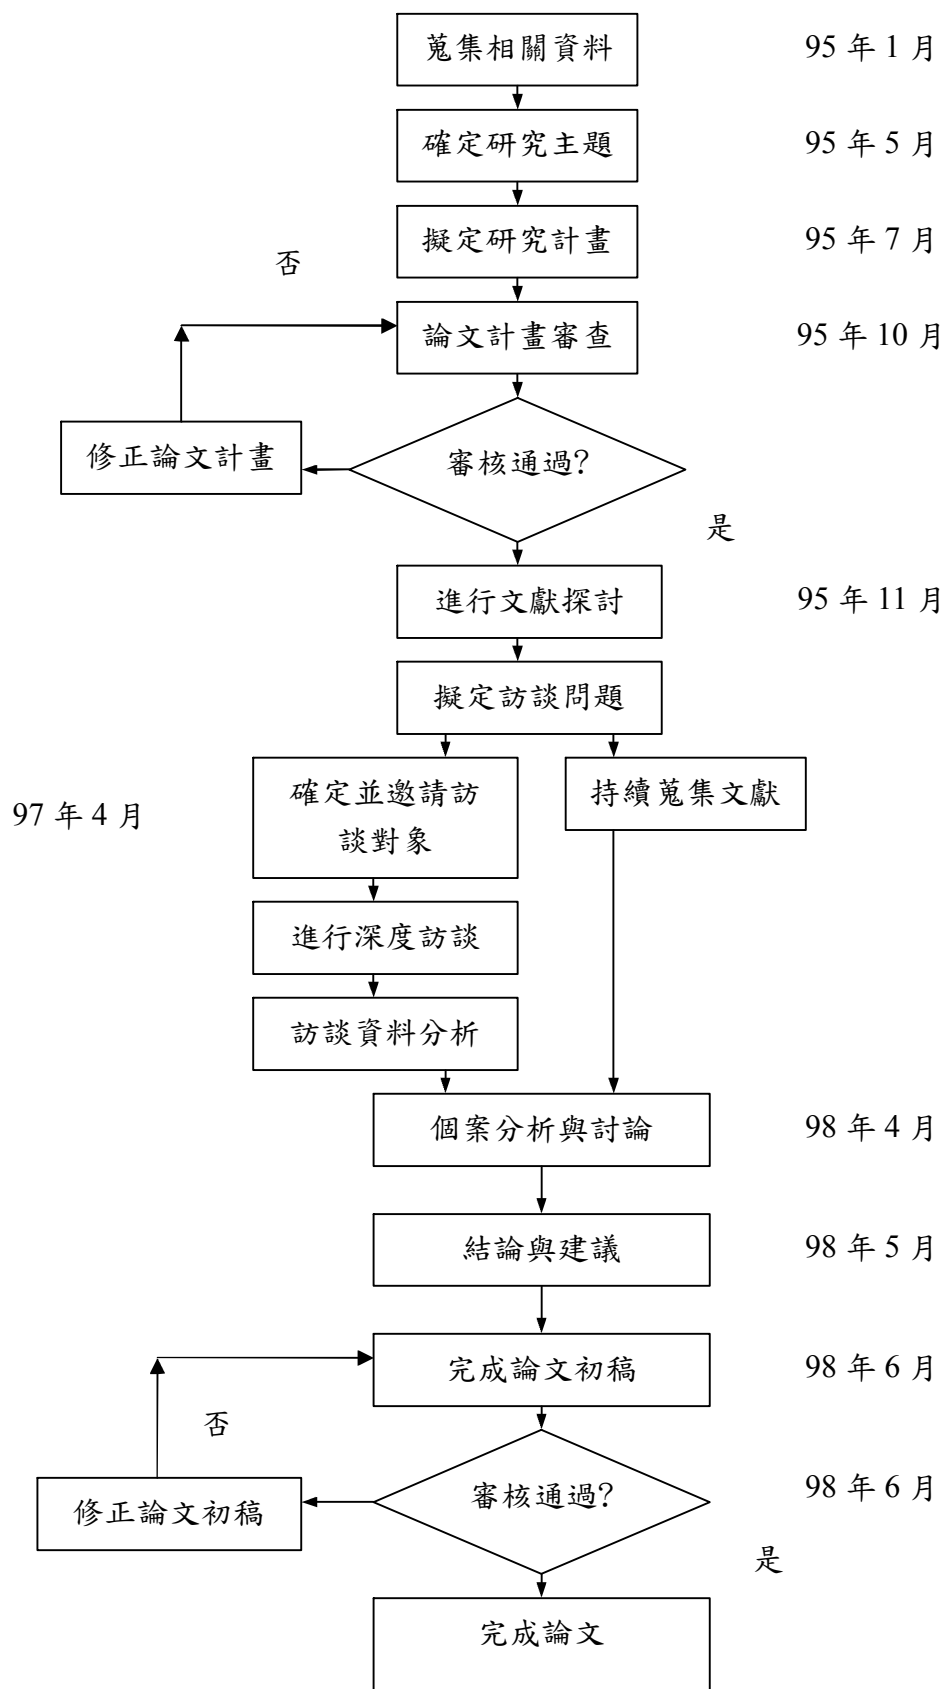 蒐集相關資料
95 年 1 月
確定研究主題
95 年 5 月
擬定研究計畫
95 年 7 月
否
論文計畫審查
95 年 10 月
修正論文計畫
審核通過?
是
進行文獻探討
95 年 11 月
擬定訪談問題
97 年 4 月
確定並邀請訪
談對象
持續蒐集文獻
進行深度訪談
訪談資料分析
個案分析與討論
98 年 4 月
結論與建議
98 年 5 月
完成論文初稿
98 年 6 月
否
修正論文初稿
審核通過?
98 年 6 月
是
完成論文